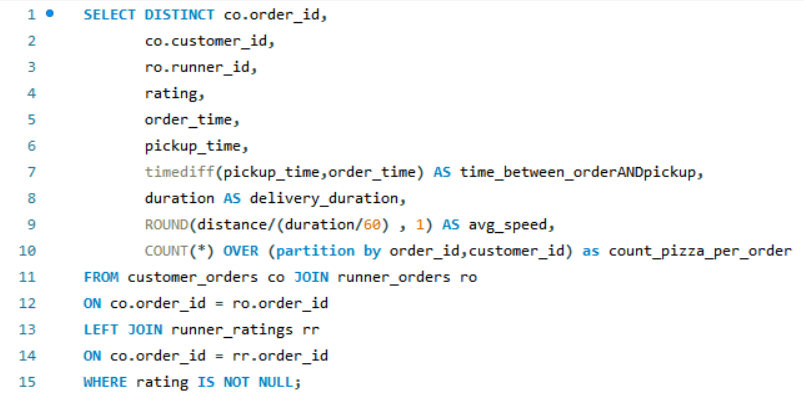 1 SELECT DISTINCT co.order_id,
2 co.customer_id,
3 ro.runner_id,
4 rating,
5 order_time,
6 pickup_time,
7 timediff(pickup_time,order_time) AS time_between_orderANDpickup,
8 duration AS delivery_duration,
9 ROUND(distance/(duration/60) , 1) AS avg_speed,
10 COUNT(*) OVER (partition by order_id,customer_id) as count_pizza_per_order
11 FROM customer_orders co JOIN runner_orders ro
12 ON co.order_id = ro.order_id
13 LEFT JOIN runner_ratings rr
14 ON co.order_id = rr.order_id
15 WHERE rating IS NOT NULL;